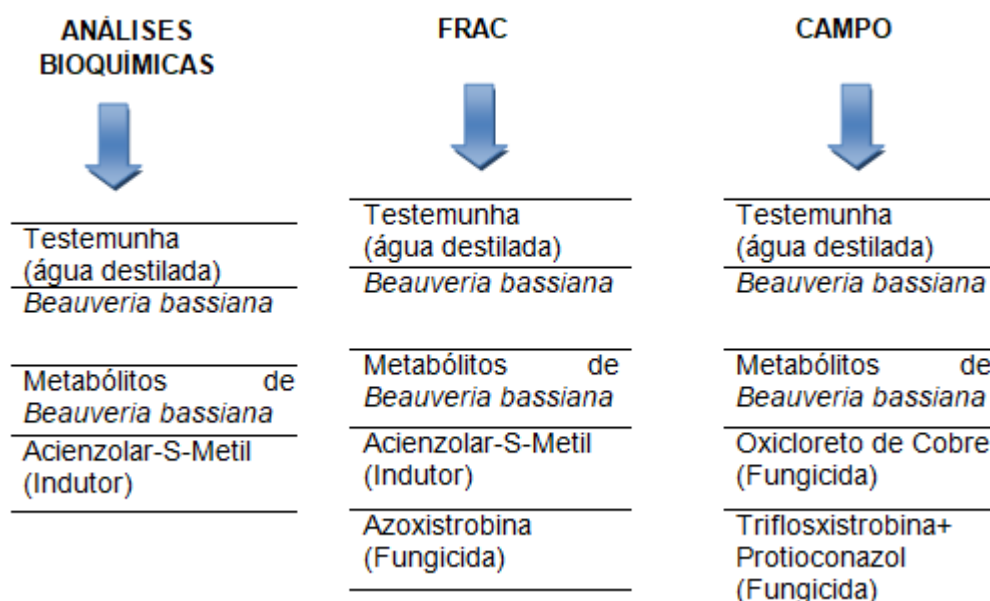 ANÁLISES
BIOQUÍMICAS
Testemunha
(água destilada)
Beauveria bassiana
Metabólitos de
Beauveria bassiana
Acienzolar-S-Metil
(Indutor)
FRAC
Testemunha
(água destilada)
Beauveria bassiana
Metabólitos de
Beauveria bassiana
Acienzolar-S-Metil
(Indutor)
Azoxistrobina
(Fungicida)
CAMPO
Testemunha
(água destilada)
Beauveria bassiana
Metabólitos de
Beauveria bassiana
Oxicloreto de Cobre
(Fungicida)
Triflosxistrobina+
Protioconazol
(Fungicida)